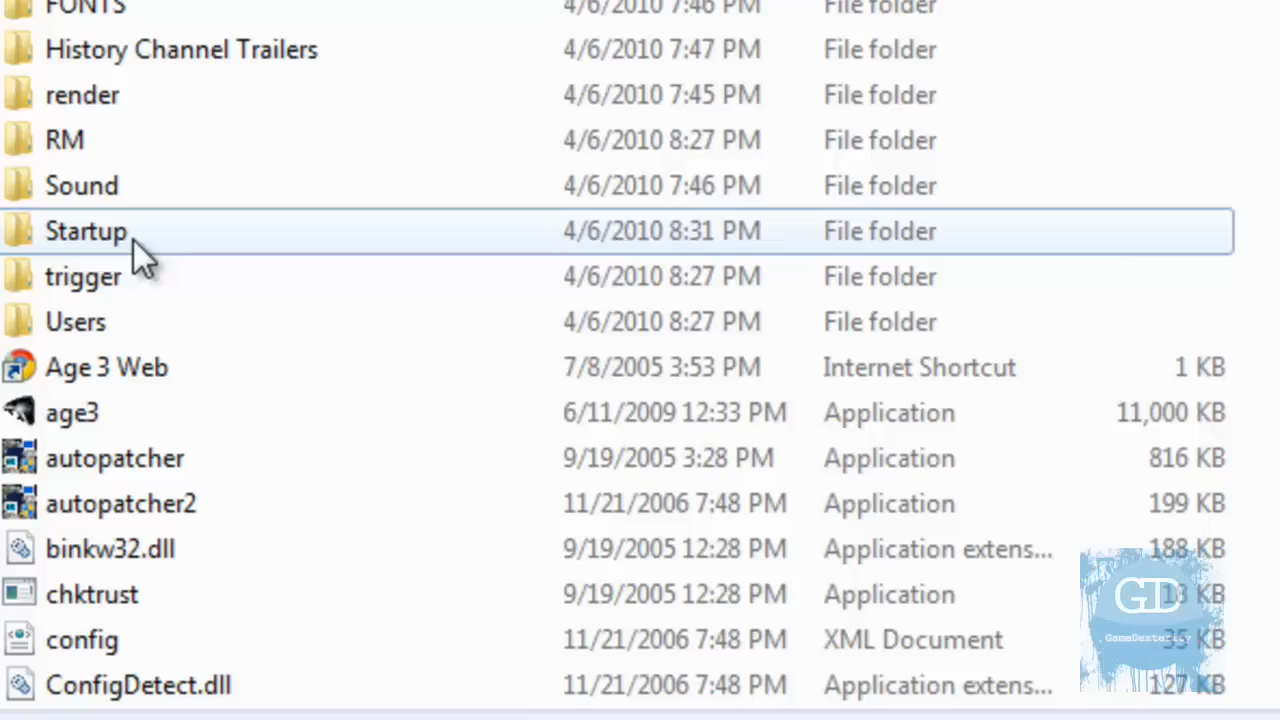 FONTS 4/6/2010 7:46 PM File folder
History Channel Trailers 4/6/2010 7:47 PM File folder
render 4/6/2010 7:45 PM File folder
RM 4/6/2010 8:27 PM File folder
Sound 4/6/2010 7:46 PM File folder
Startup 4/6/2010 8:31 PM File folder
trigger 4/6/2010 8:27 PM File folder
Users 4/6/2010 8:27 PM File folder
Age 3 Web 7/8/2005 3:53 PM Internet Shortcut 1 KB
age3 6/11/2009 12:33 PM Application 11,000 KB
autopatcher 9/19/2005 3:28 PM Application 816 KB
autopatcher2 11/21/2006 7:48 PM Application 199 KB
binkw32.dll 9/19/2005 12:28 PM Application extens... 188 KB
chktrust 9/19/2005 12:28 PM Application 13 KB
GD
config 11/21/2006 7:48 PM XML Document 35 KB
.GameDexterity
ConfigDetect.dll 11/21/2006 7:48 PM Application extens... 127 KB